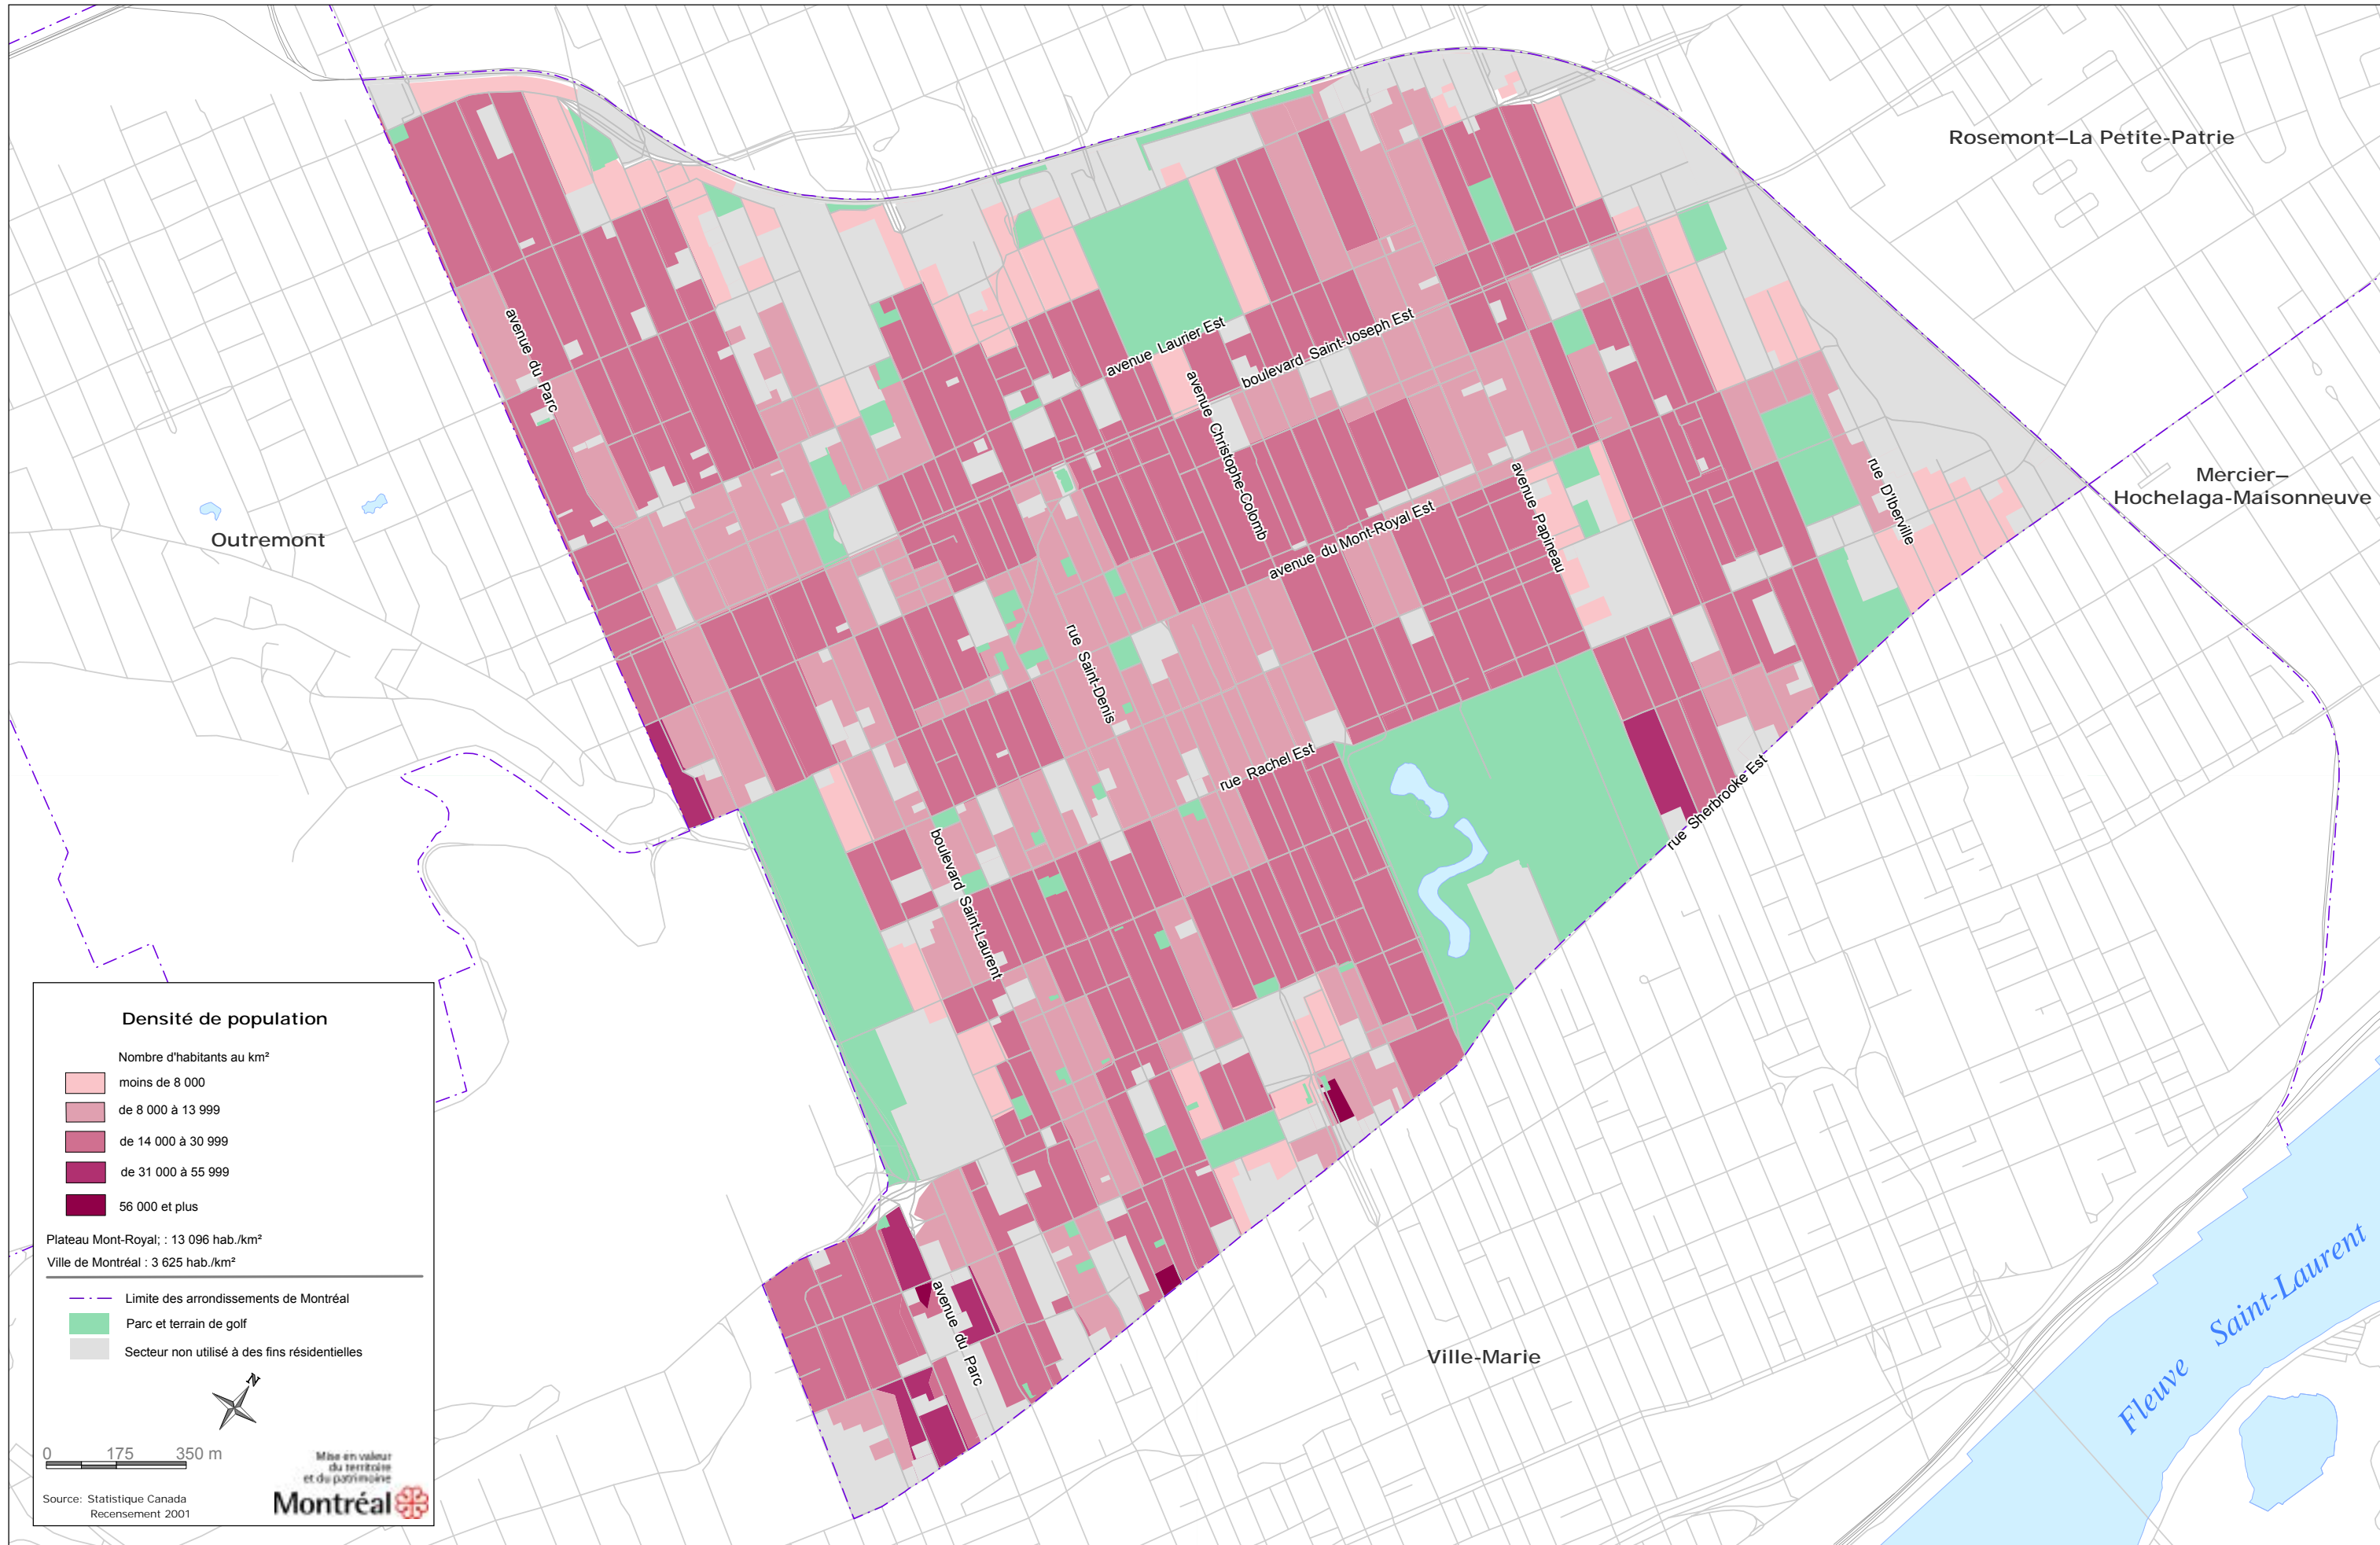 Rosemont–La Petite-Patrie
Mercier–
Hochelaga-Maisonneuve
Outremont
Ville-Marie
Fleuve Saint-Laurent
avenue du Parc
avenue Laurier Est
boulevard Saint-Joseph Est
avenue Christophe-Colomb
avenue du Mont-Royal Est
avenue Papineau
rue D'Iberville
rue Saint-Denis
rue Rachel Est
rue Sherbrooke Est
boulevard Saint-Laurent
avenue du Parc
Densité de population
Nombre d'habitants au km²
moins de 8 000
de 8 000 à 13 999
de 14 000 à 30 999
de 31 000 à 55 999
56 000 et plus
Plateau Mont-Royal; : 13 096 hab./km²
Ville de Montréal : 3 625 hab./km²
Limite des arrondissements de Montréal
Parc et terrain de golf
Secteur non utilisé à des fins résidentielles
N
0 175 350 m
Mise en valeur
du territoire
et du patrimoine
Montréal
Source: Statistique Canada
Recensement 2001